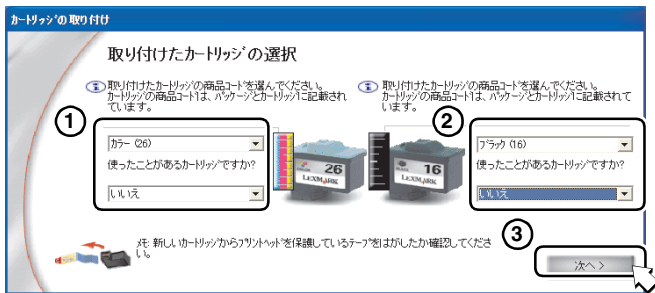 カートリッジの取り付け
取り付けたカートリッジの選択
取り付けたカートリッジの商品コードを選んでください。
カートリッジの商品コードは、パッケージとカートリッジに記載され
ています。
取り付けたカートリッジの商品コードを選んでください。
カートリッジの商品コードは、パッケージとカートリッジに記載されて
います。
1
カラー (26)
使ったことがあるカートリッジですか?
いいえ
26
LEXMARK
2
ブラック (16)
使ったことがあるカートリッジですか?
いいえ
16
LEXMARK
メモ: 新しいカートリッジからプリントヘッドを保護しているテープをはがしたか確認してくださ
い。
3
次へ >